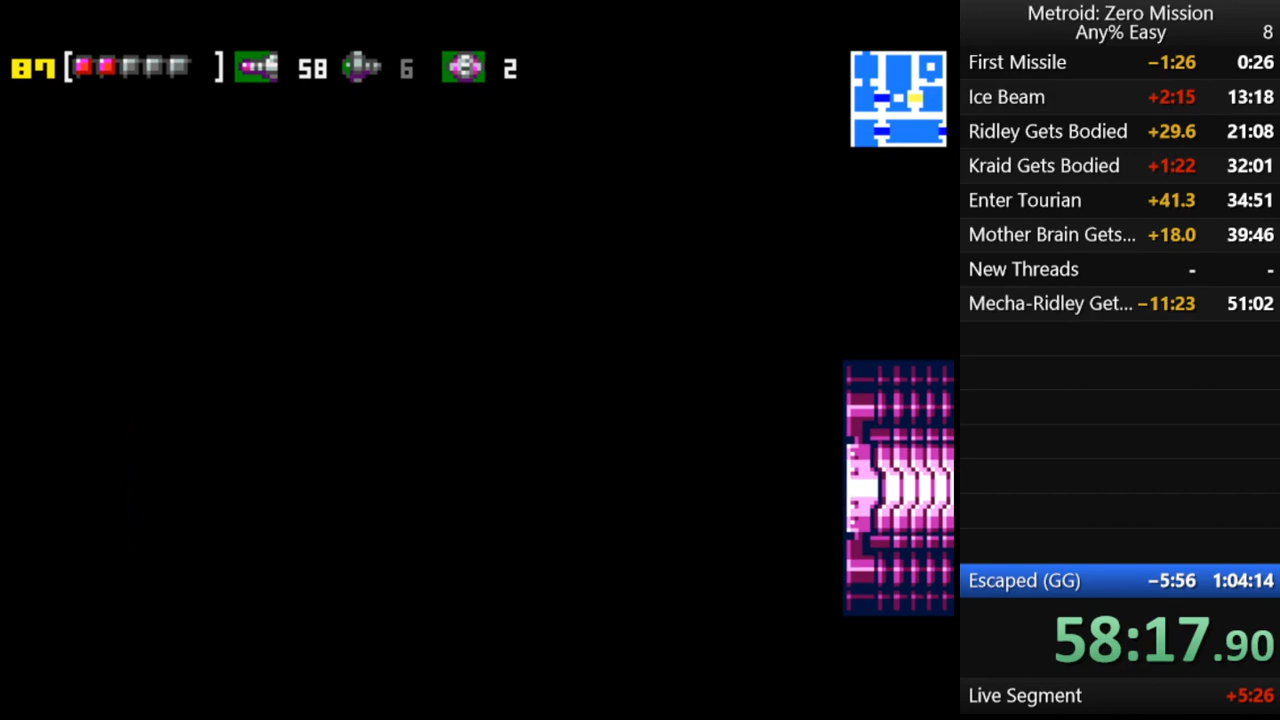 87 [ ] 58 6 2
Metroid: Zero Mission
Any% Easy 8
First Missile −1:26 0:26
Ice Beam +2:15 13:18
Ridley Gets Bodied +29.6 21:08
Kraid Gets Bodied +1:22 32:01
Enter Tourian +41.3 34:51
Mother Brain Gets... +18.0 39:46
New Threads - -
Mecha-Ridley Get... −11:23 51:02
Escaped (GG) −5:56 1:04:14
58:17.90
Live Segment +5:26